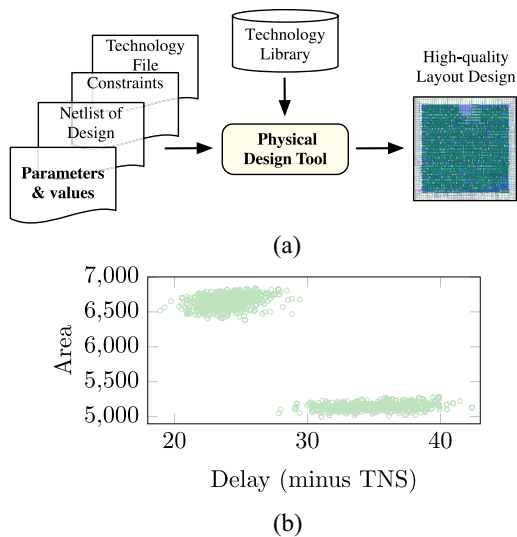 Technology
File
Constraints
Netlist of
Design
Parameters
& values
Technology
Library
Physical
Design Tool
High-quality
Layout Design
(a)
7,000
6,500
6,000
5,500
5,000
Area
20
30
40
Delay (minus TNS)
(b)